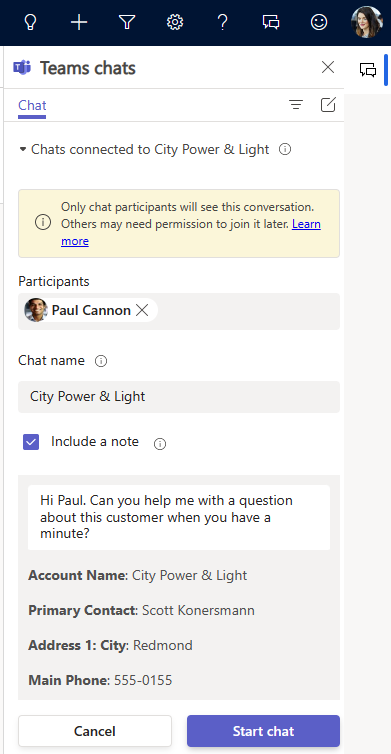 Teams chats
Chat
Chats connected to City Power & Light
Only chat participants will see this conversation.
Others may need permission to join it later. Learn
more
Participants
Paul Cannon
Chat name
City Power & Light
Include a note
Hi Paul. Can you help me with a question
about this customer when you have a
minute?
Account Name: City Power & Light
Primary Contact: Scott Konersmann
Address 1: City: Redmond
Main Phone: 555-0155
Cancel
Start chat